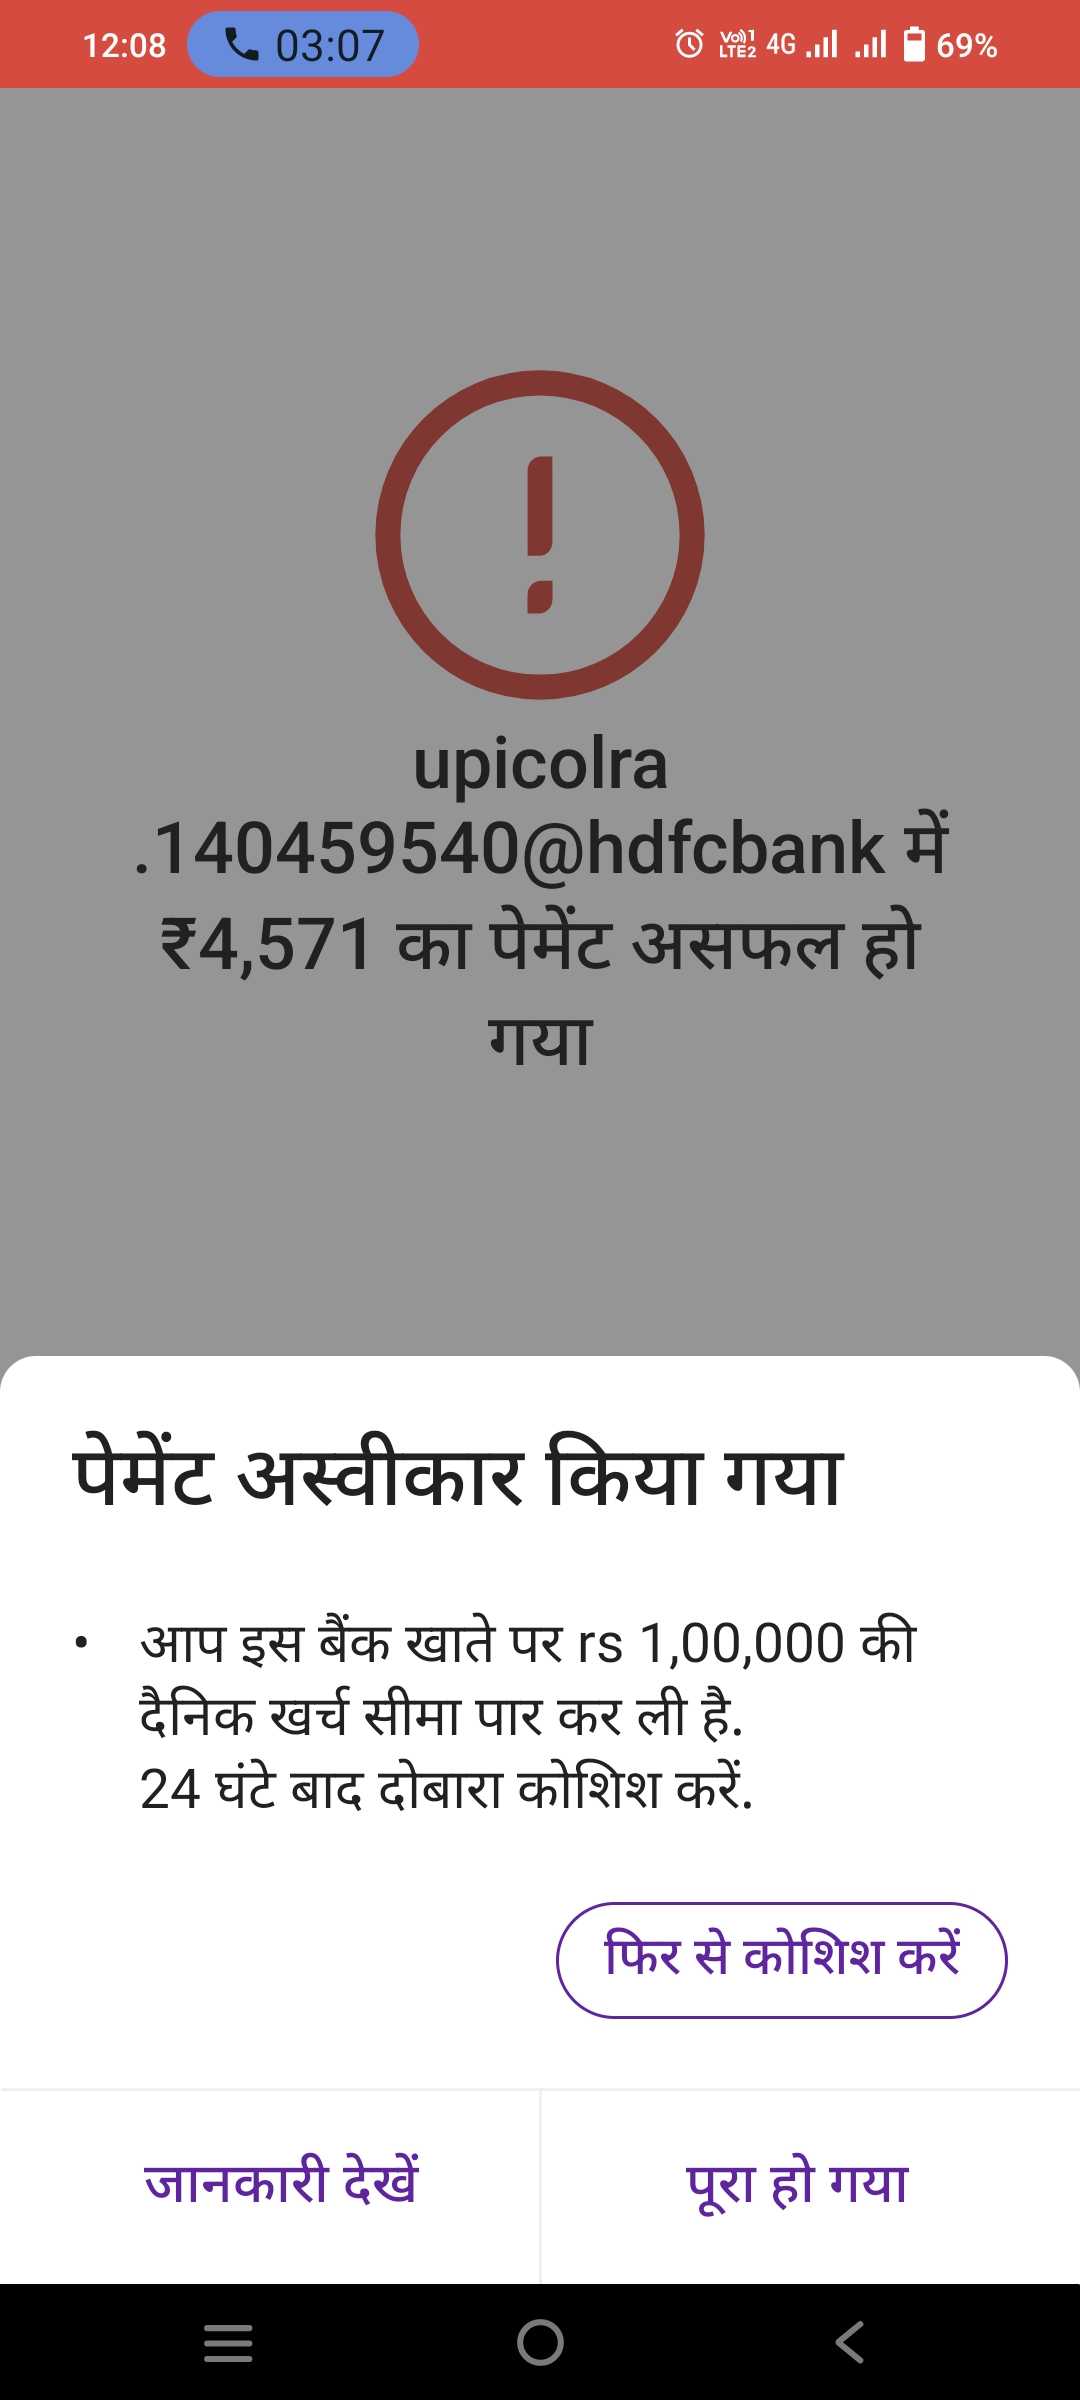 12:08 03:07 Vo)) 1 LTE2 4G 69%
upicolra
.140459540@hdfcbank में
₹4,571 का पेमेंट असफल हो
गया
पेमेंट अस्वीकार किया गया
• आप इस बैंक खाते पर rs 1,00,000 की
दैनिक खर्च सीमा पार कर ली है.
24 घंटे बाद दोबारा कोशिश करें.
फिर से कोशिश करें
जानकारी देखें पूरा हो गया